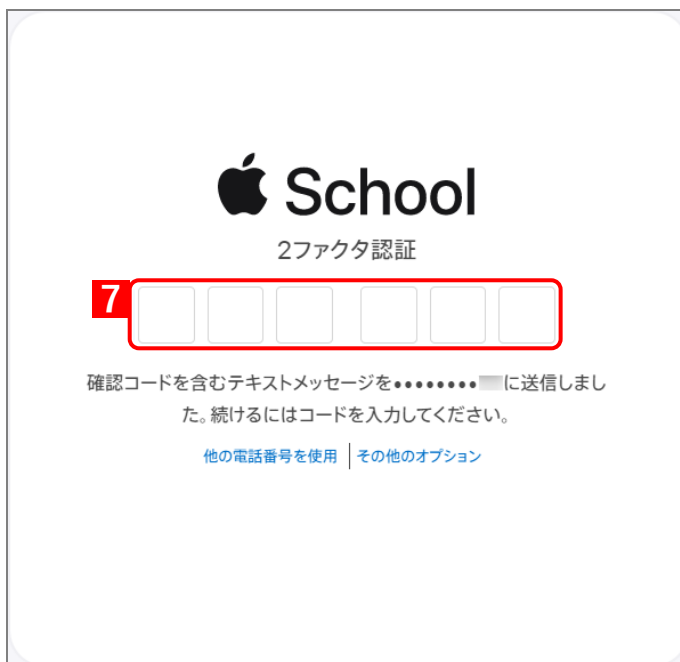 School
2ファクタ認証
7
確認コードを含むテキストメッセージを••••••••に送信しまし
た。続けるにはコードを入力してください。
他の電話番号を使用 その他のオプション